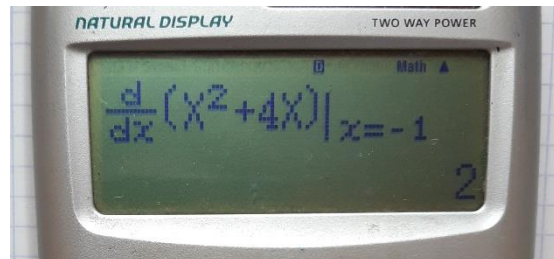 NATURAL DISPLAY TWO WAY POWER
D Math ▲
d/dx(X²+4X)|x=-1
2